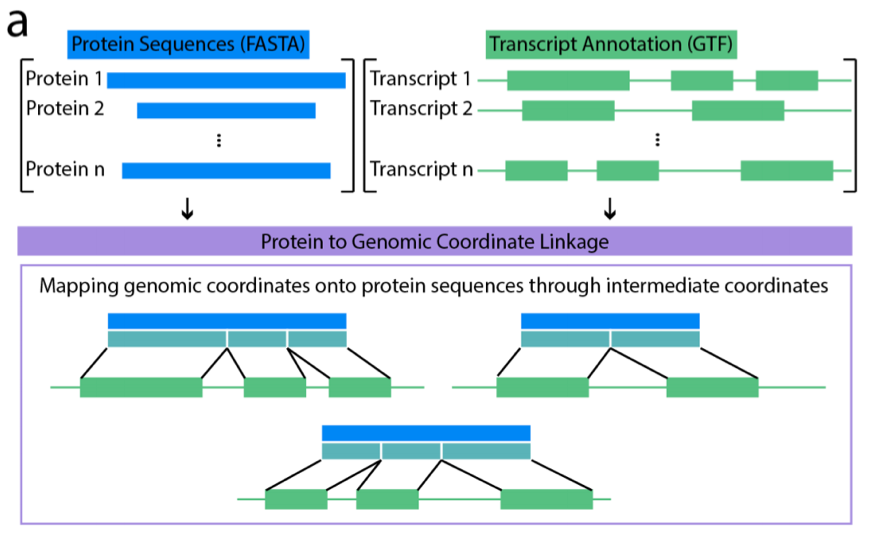 a
Protein Sequences (FASTA)
Transcript Annotation (GTF)
Protein 1
Transcript 1
Protein 2
Transcript 2
⋮
⋮
Protein n
Transcript n
Protein to Genomic Coordinate Linkage
Mapping genomic coordinates onto protein sequences through intermediate coordinates